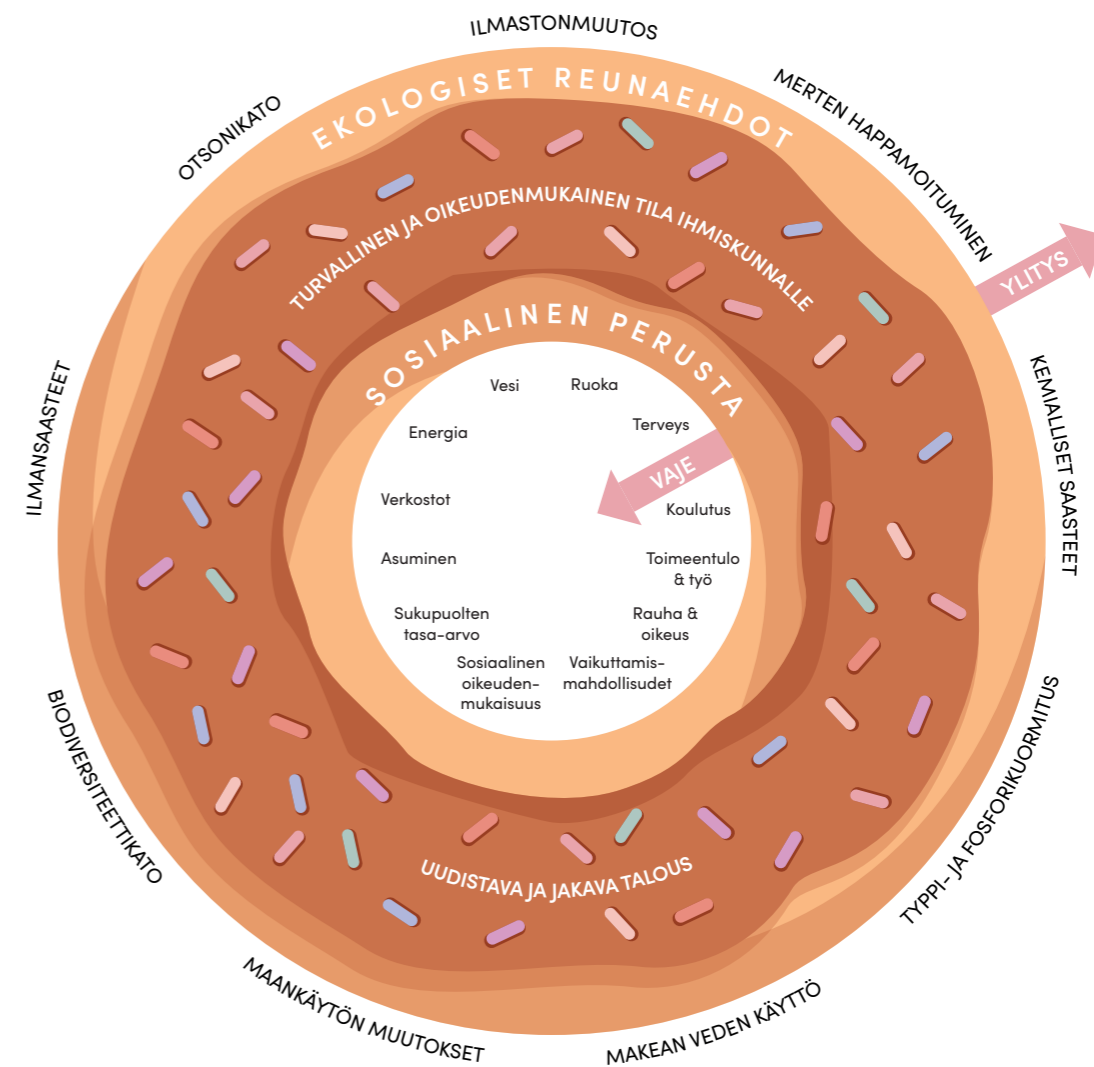 ILMASTONMUUTOS
MERTEN HAPPAMOITUMINEN
KEMIALLISET SAASTEET
TYPPI- JA FOSFORIKUORMITUS
MAKEAN VEDEN KÄYTTÖ
MAANKÄYTÖN MUUTOKSET
BIODIVERSITEETTIKATO
ILMANSAASTEET
OTSONIKATO
EKOLOGISET REUNAEHDOT
YLITYS
TURVALLINEN JA OIKEUDENMUKAINEN TILA IHMISKUNNALLE
SOSIAALINEN PERUSTA
VAJE
Vesi
Ruoka
Terveys
Koulutus
Toimeentulo
& työ
Rauha &
oikeus
Vaikuttamis-
mahdollisudet
Sosiaalinen
oikeuden-
mukaisuus
Sukupuolten
tasa-arvo
Asuminen
Verkostot
Energia
UUDISTAVA JA JAKAVA TALOUS